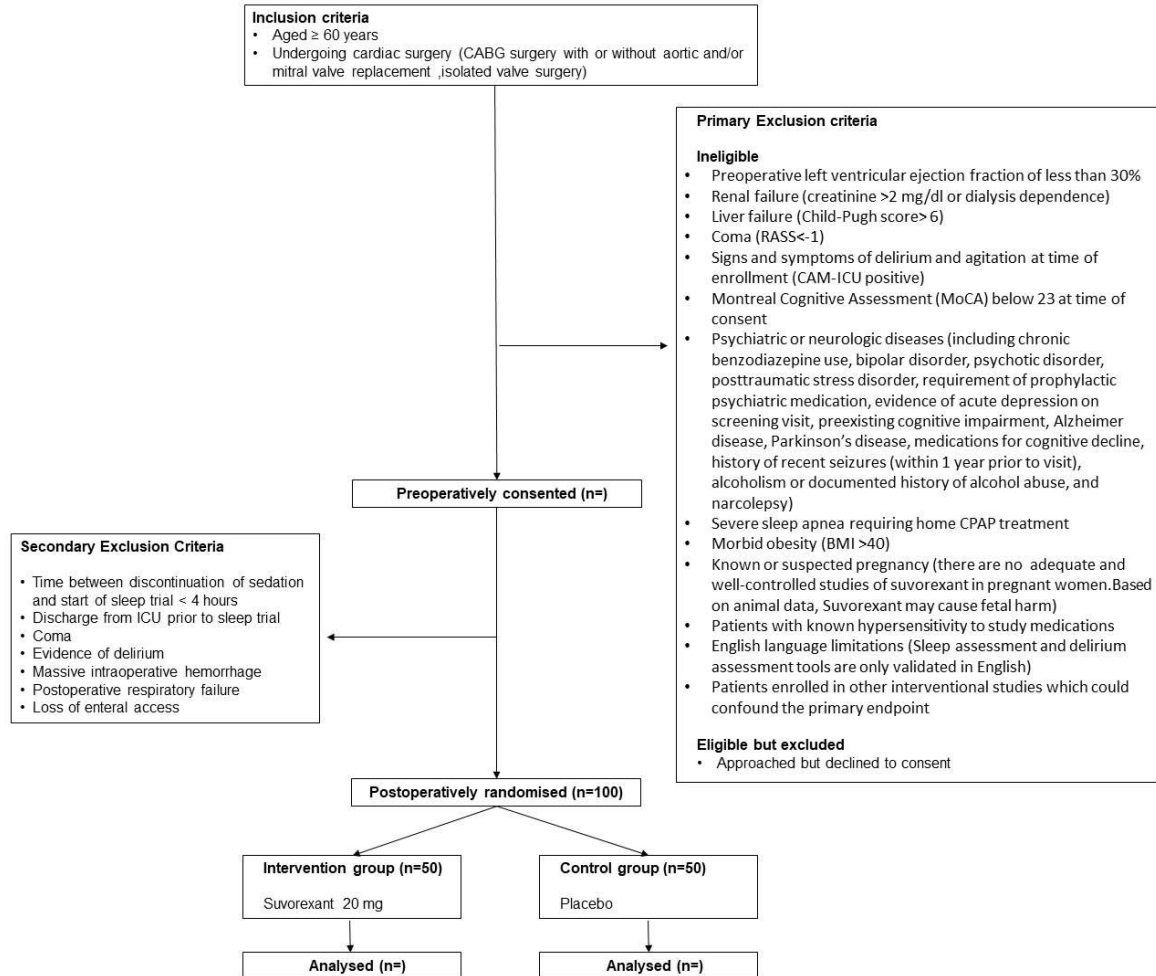 Inclusion criteria
• Aged ≥ 60 years
• Undergoing cardiac surgery (CABG surgery with or without aortic and/or
mitral valve replacement ,isolated valve surgery)
Primary Exclusion criteria
Ineligible
• Preoperative left ventricular ejection fraction of less than 30%
• Renal failure (creatinine >2 mg/dl or dialysis dependence)
• Liver failure (Child-Pugh score> 6)
• Coma (RASS<-1)
• Signs and symptoms of delirium and agitation at time of
enrollment (CAM-ICU positive)
• Montreal Cognitive Assessment (MoCA) below 23 at time of
consent
• Psychiatric or neurologic diseases (including chronic
benzodiazepine use, bipolar disorder, psychotic disorder,
posttraumatic stress disorder, requirement of prophylactic
psychiatric medication, evidence of acute depression on
screening visit, preexisting cognitive impairment, Alzheimer
disease, Parkinson's disease, medications for cognitive decline,
history of recent seizures (within 1 year prior to visit),
alcoholism or documented history of alcohol abuse, and
narcolepsy)
• Severe sleep apnea requiring home CPAP treatment
• Morbid obesity (BMI >40)
• Known or suspected pregnancy (there are no adequate and
well-controlled studies of suvorexant in pregnant women.Based
on animal data, Suvorexant may cause fetal harm)
• Patients with known hypersensitivity to study medications
• English language limitations (Sleep assessment and delirium
assessment tools are only validated in English)
• Patients enrolled in other interventional studies which could
confound the primary endpoint
Eligible but excluded
• Approached but declined to consent
Preoperatively consented (n=)
Secondary Exclusion Criteria
• Time between discontinuation of sedation
and start of sleep trial < 4 hours
• Discharge from ICU prior to sleep trial
• Coma
• Evidence of delirium
• Massive intraoperative hemorrhage
• Postoperative respiratory failure
• Loss of enteral access
Postoperatively randomised (n=100)
Intervention group (n=50)
Suvorexant 20 mg
Control group (n=50)
Placebo
Analysed (n=)
Analysed (n=)